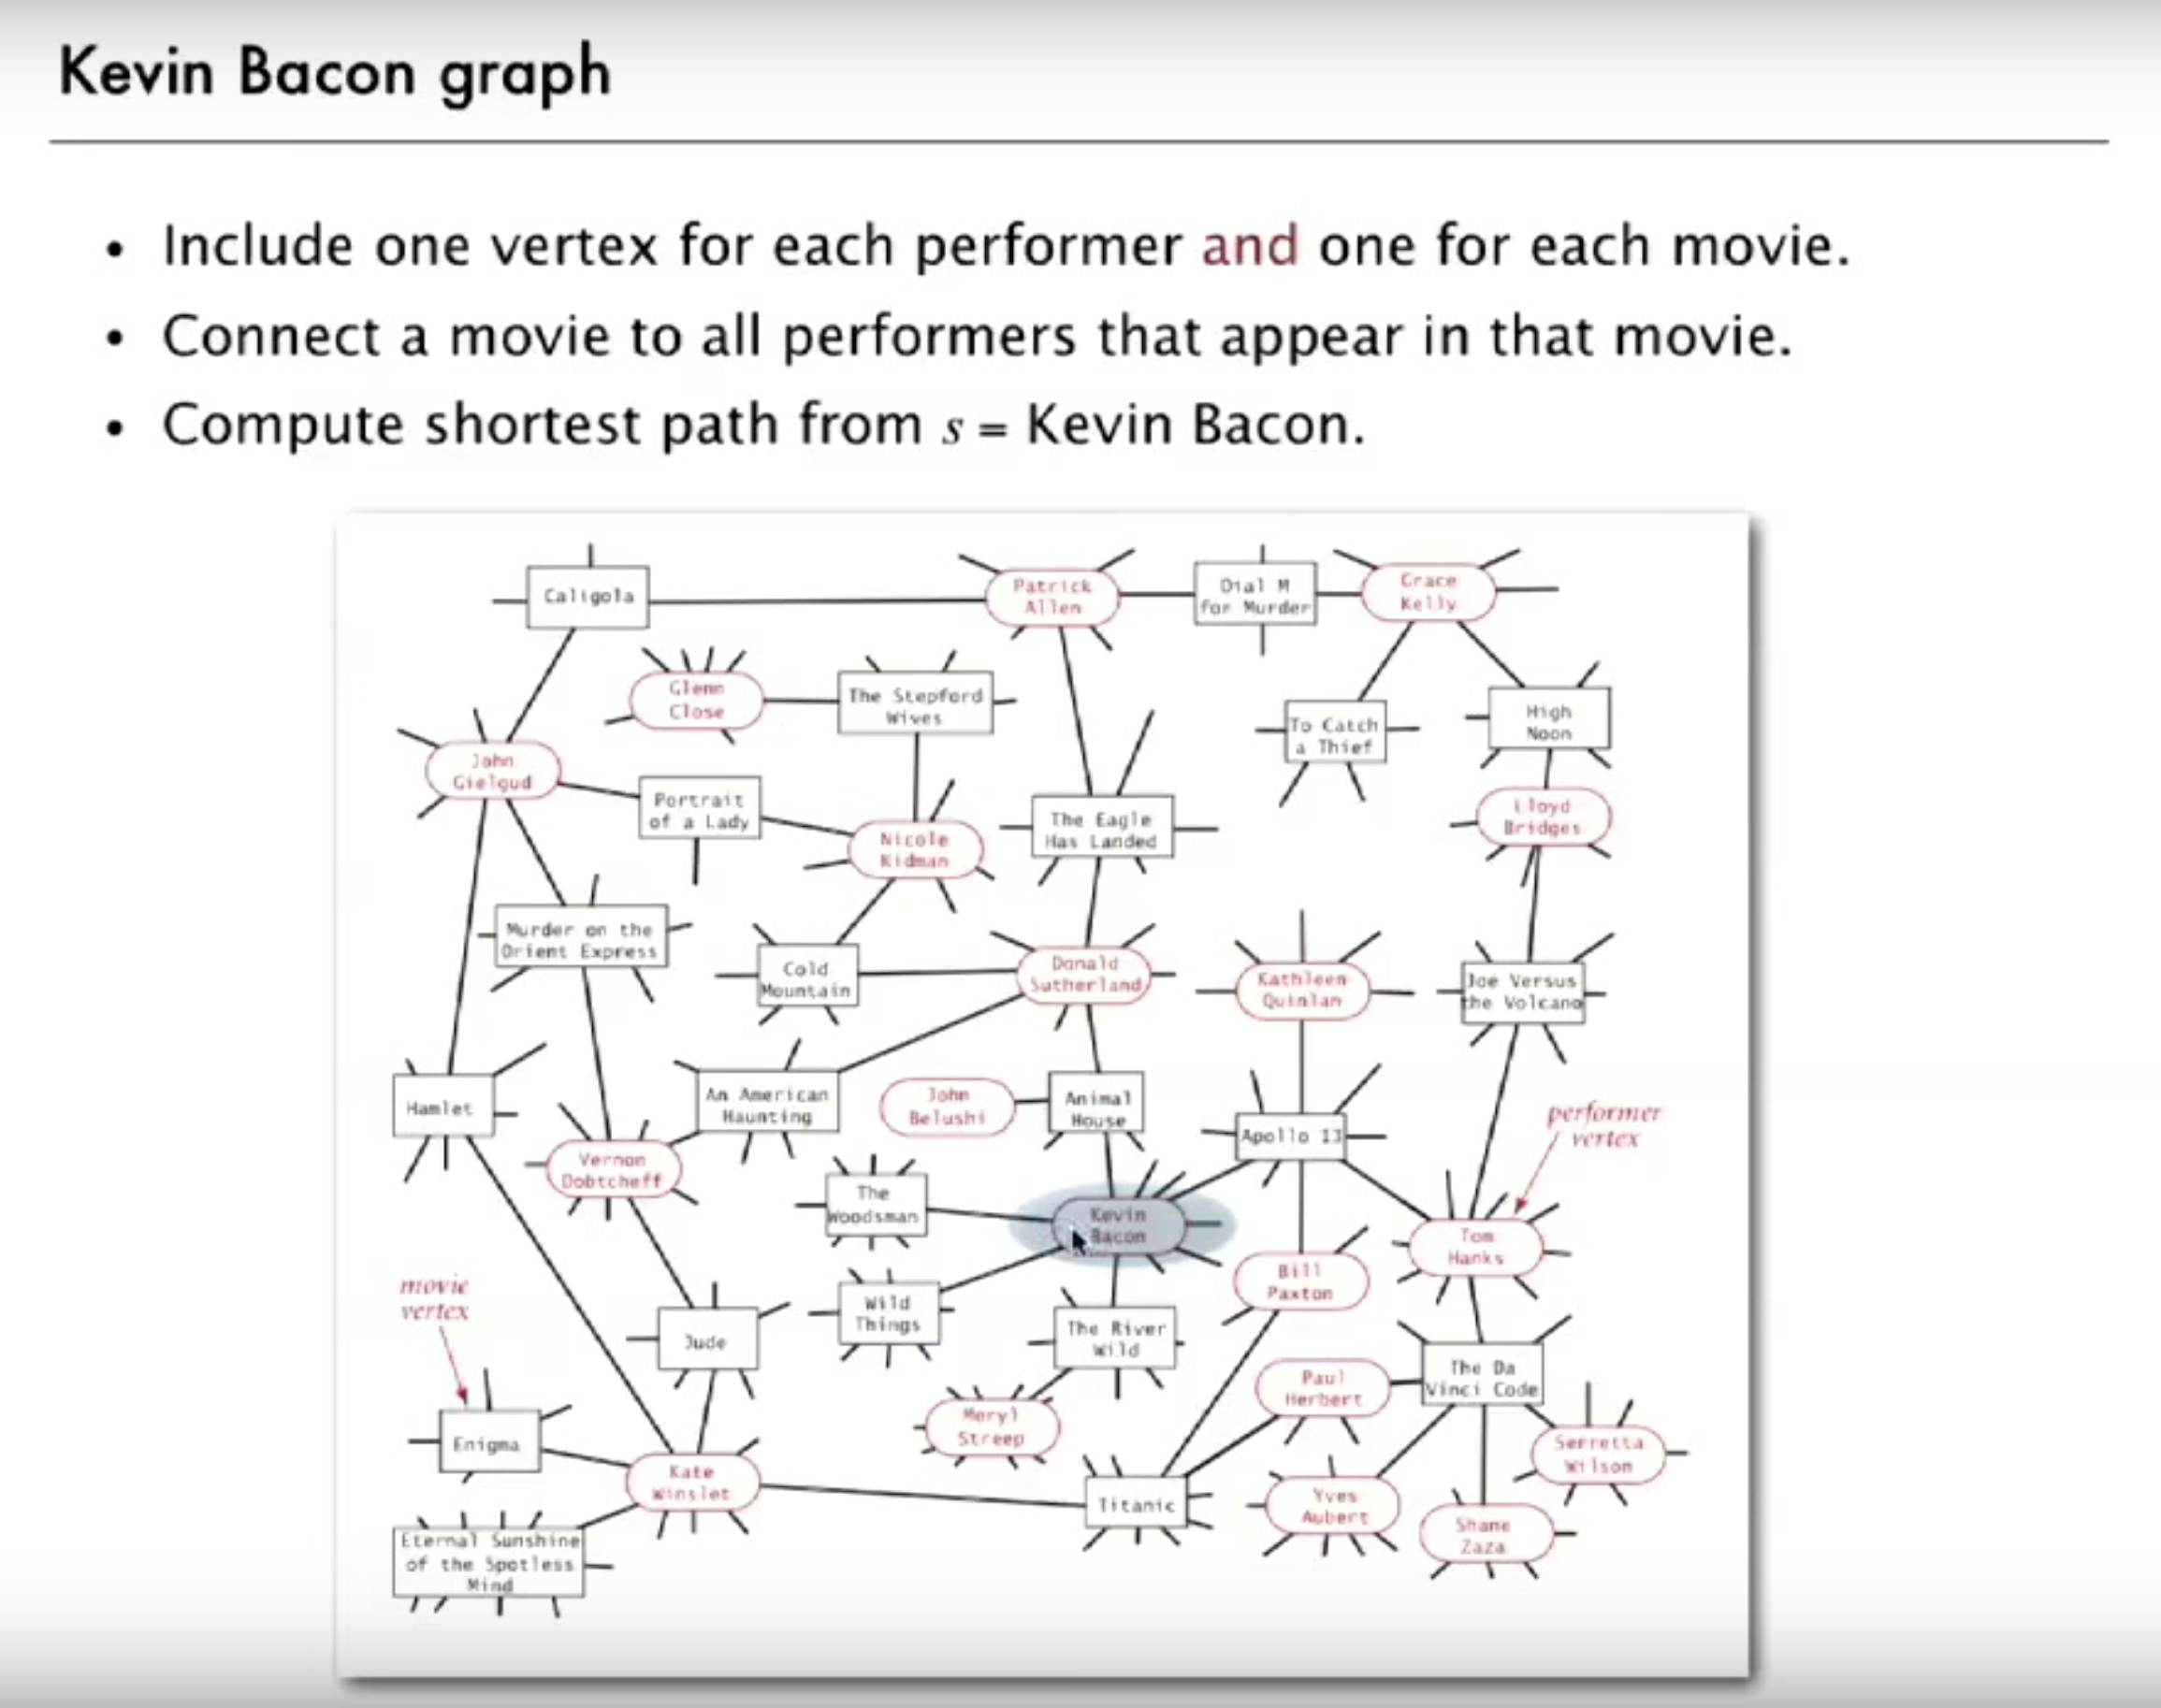 Kevin Bacon graph
• Include one vertex for each performer and one for each movie.
• Connect a movie to all performers that appear in that movie.
• Compute shortest path from s = Kevin Bacon.
Caligola
Patrick
Allen
Dial M
for Murder
Grace
Kelly
Glenn
Close
The Stepford
Wives
To Catch
a Thief
High
Noon
John
Gielgud
Portrait
of a Lady
Nicole
Kidman
The Eagle
Has Landed
Lloyd
Bridges
Murder on the
Orient Express
Cold
Mountain
Donald
Sutherland
Kathleen
Quinlan
Joe Versus
the Volcano
Hamlet
An American
Haunting
John
Belushi
Animal
House
Apollo 13
performer
vertex
Vernon
Dobtcheff
The
Woodsman
Kevin
Bacon
Tom
Hanks
Bill
Paxton
movie
vertex
Jude
Wild
Things
The River
Wild
Paul
Herbert
The Da
Vinci Code
Enigma
Meryl
Streep
Serretta
Wilson
Kate
Winslet
Titanic
Yves
Aubert
Shane
Zaza
Eternal Sunshine
of the Spotless
Mind